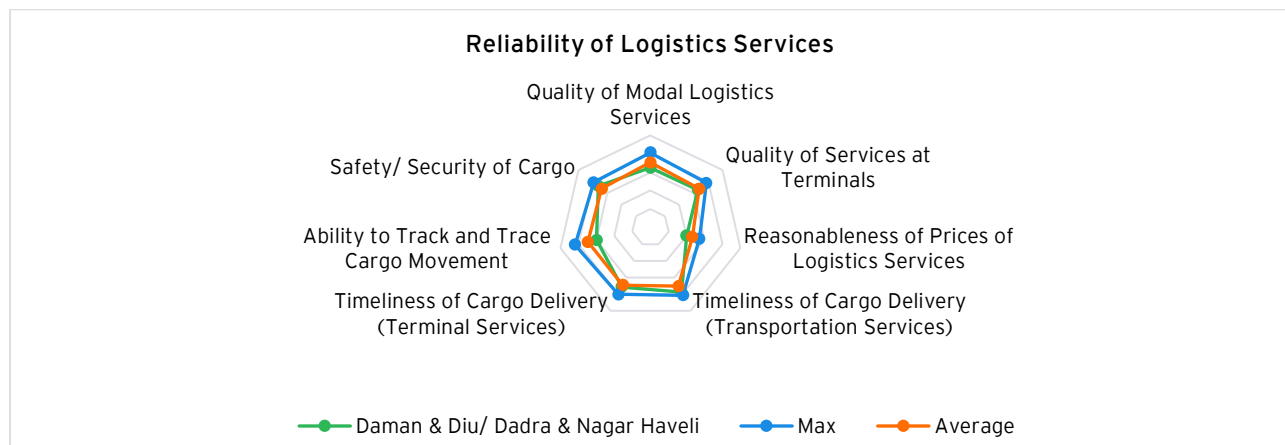 Reliability of Logistics Services
Quality of Modal Logistics
Services
Quality of Services at
Terminals
Reasonableness of Prices of
Logistics Services
Timeliness of Cargo Delivery
(Transportation Services)
Timeliness of Cargo Delivery
(Terminal Services)
Ability to Track and Trace
Cargo Movement
Safety/ Security of Cargo
Daman & Diu/ Dadra & Nagar Haveli
Max
Average